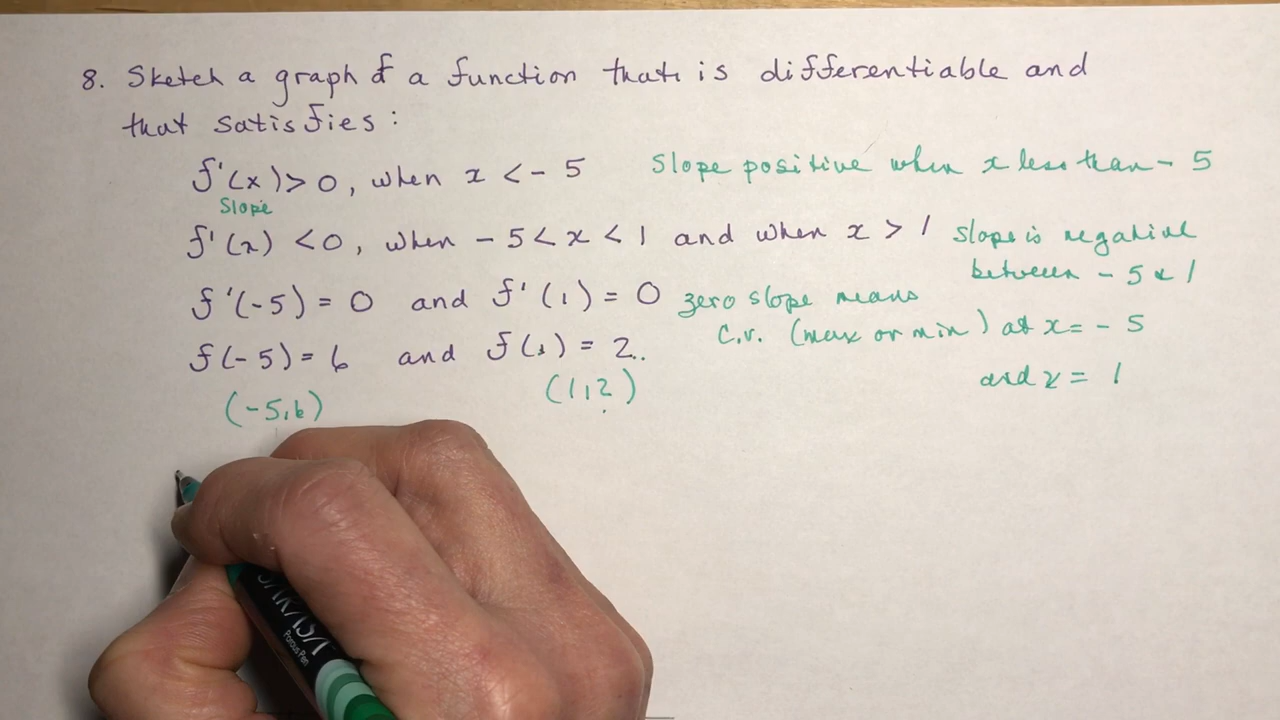 8. Sketch a graph of a function that is differentiable and
that satisfies:
f'(x) > 0, when x < - 5 Slope positive when x less than - 5
Slope
f'(x) < 0, when - 5 < x < 1 and when x > 1 slope is negative
between - 5 & 1
f'(-5) = 0 and f'(1) = 0 zero slope means
C.V. (max or min) at x = - 5
f(-5) = 6 and f(1) = 2.
and x = 1
(-5,6) (1,2)
SARASA
Porous Pen